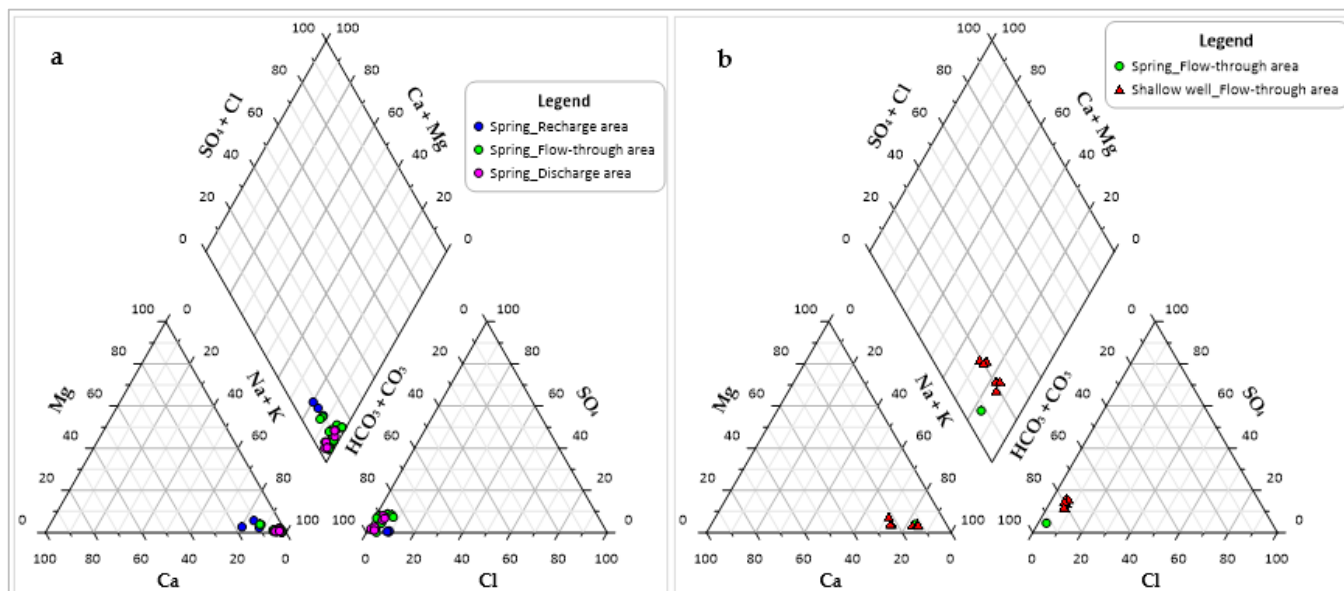 a
100 100
80 80
60 60
40 40
20 20
0 0
SO₄ + Cl
Ca + Mg
Legend
Spring_Recharge area
Spring_Flow-through area
Spring_Discharge area
100 0
80 20
60 40
40 60
20 80
0 100
Mg
Na + K
100 80 60 40 20 0
Ca
HCO₃ + CO₃
SO₄
0 100
20 80
40 60
60 40
80 20
100 0
0 20 40 60 80 100
Cl
b
100 100
80 80
60 60
40 40
20 20
0 0
SO₄ + Cl
Ca + Mg
Legend
Spring_Flow-through area
Shallow well_Flow-through area
100 0
80 20
60 40
40 60
20 80
0 100
Mg
Na + K
100 80 60 40 20 0
Ca
HCO₃ + CO₃
SO₄
0 100
20 80
40 60
60 40
80 20
100 0
0 20 40 60 80 100
Cl